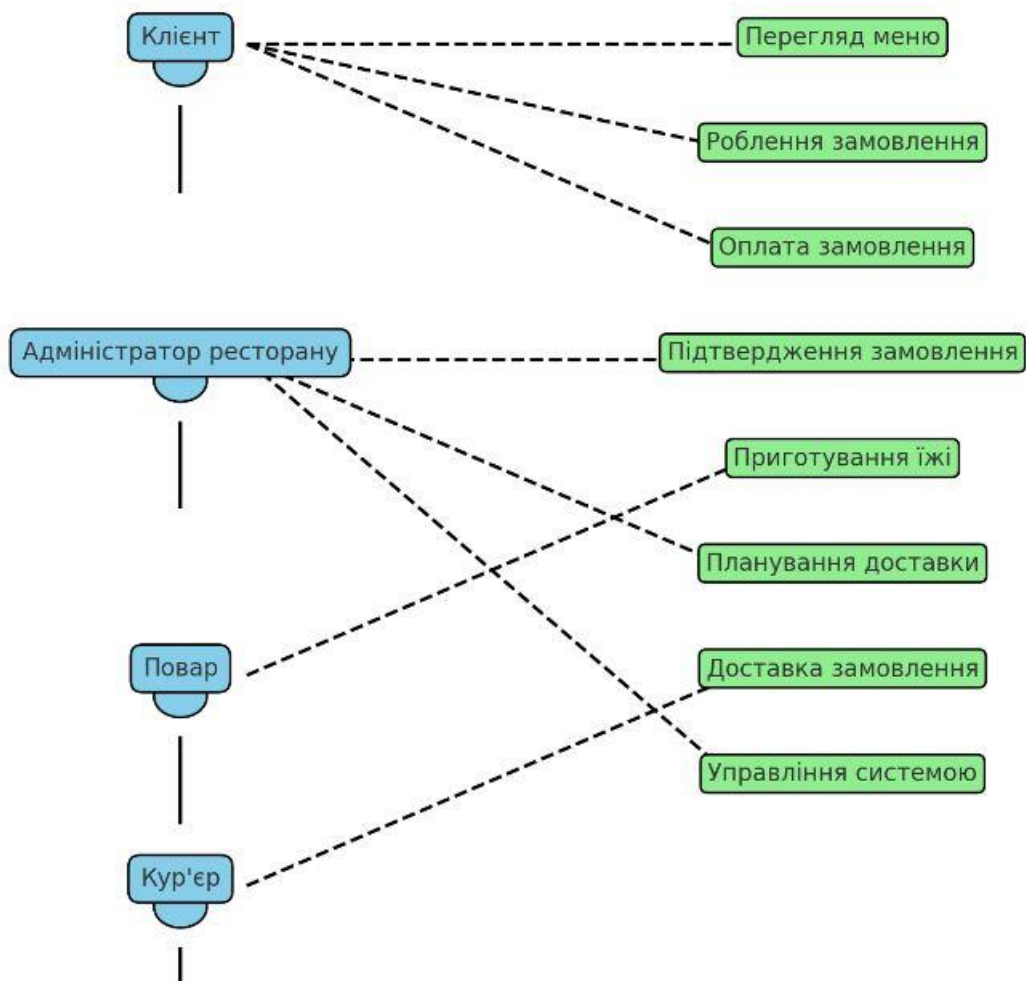 Клієнт
Перегляд меню
Роблення замовлення
Оплата замовлення
Адміністратор ресторану
Підтвердження замовлення
Приготування їжі
Планування доставки
Повар
Доставка замовлення
Управління системою
Кур'єр